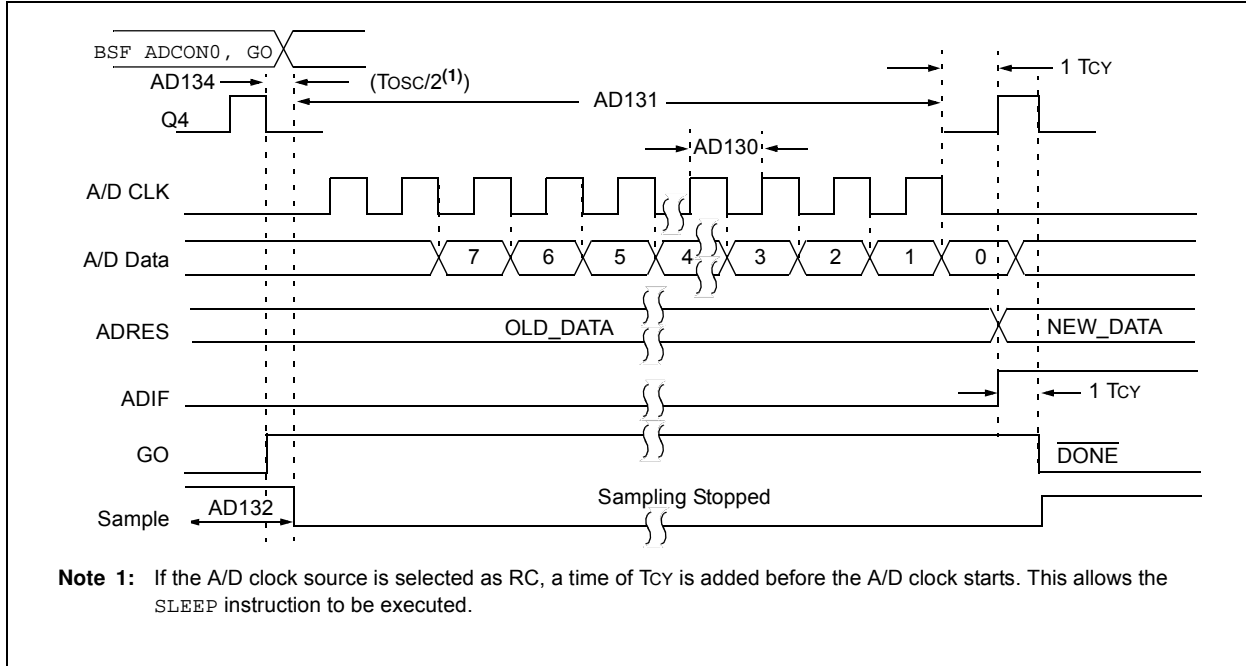 BSF ADCON0, GO
AD134
(TOSC/2(1))
AD131
1 TCY
Q4
AD130
A/D CLK
A/D Data
7
6
5
4
3
2
1
0
ADRES
OLD_DATA
NEW_DATA
ADIF
1 TCY
GO
DONE
Sample
AD132
Sampling Stopped
Note 1: If the A/D clock source is selected as RC, a time of TCY is added before the A/D clock starts. This allows the
SLEEP instruction to be executed.